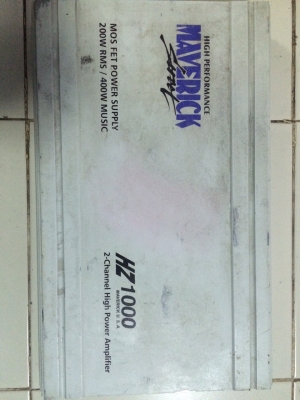 HIGH PERFORMANCE
MAVERICK
MOS FET POWER SUPPLY
200W RMS / 400W MUSIC
HZ1000
2-Channel High Power Amplifier